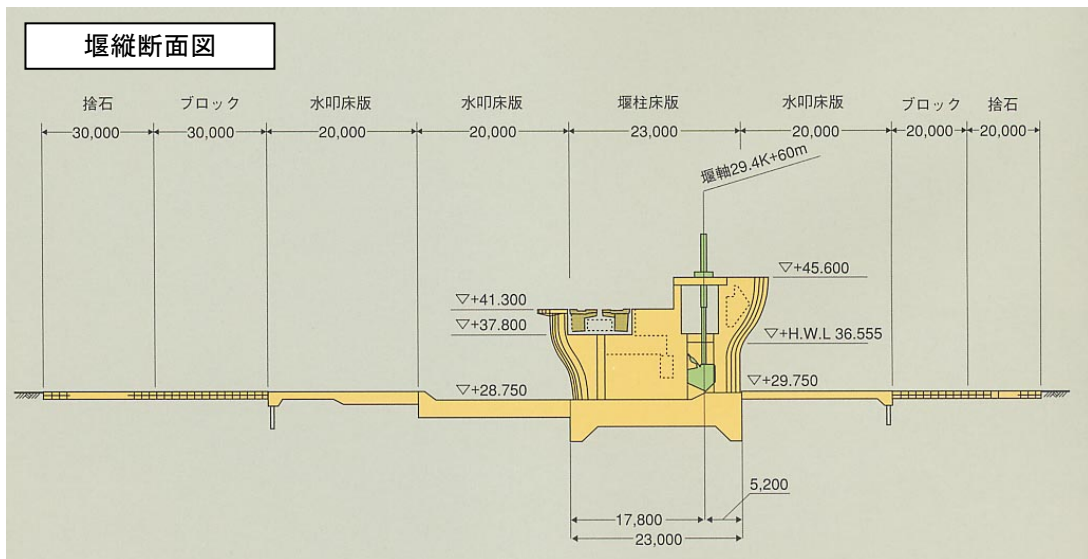 堰縦断面図
捨石 ブロック 水叩床版 水叩床版 堰柱床版 水叩床版 ブロック 捨石
30,000 30,000 20,000 20,000 23,000 20,000 20,000 20,000
堰軸29.4K+60m
▽+45.600
▽+41.300
▽+37.800
▽+H.W.L 36.555
▽+28.750
▽+29.750
5,200
17,800
23,000